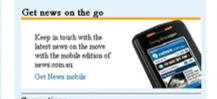 Get news on the go
Keep in touch with the
latest news on the move
with the mobile edition of
news.com.au
Get News mobile